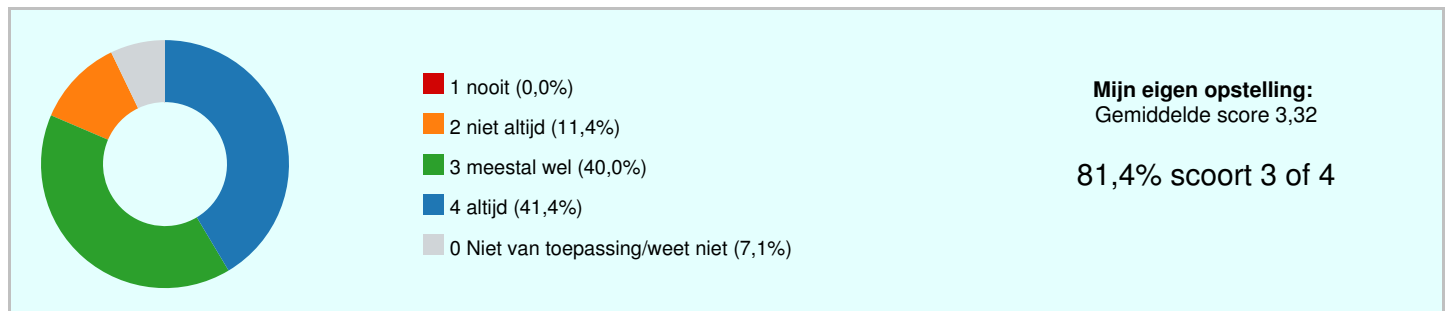 1 nooit (0,0%)
2 niet altijd (11,4%)
3 meestal wel (40,0%)
4 altijd (41,4%)
0 Niet van toepassing/weet niet (7,1%)
Mijn eigen opstelling:
Gemiddelde score 3,32
81,4% scoort 3 of 4